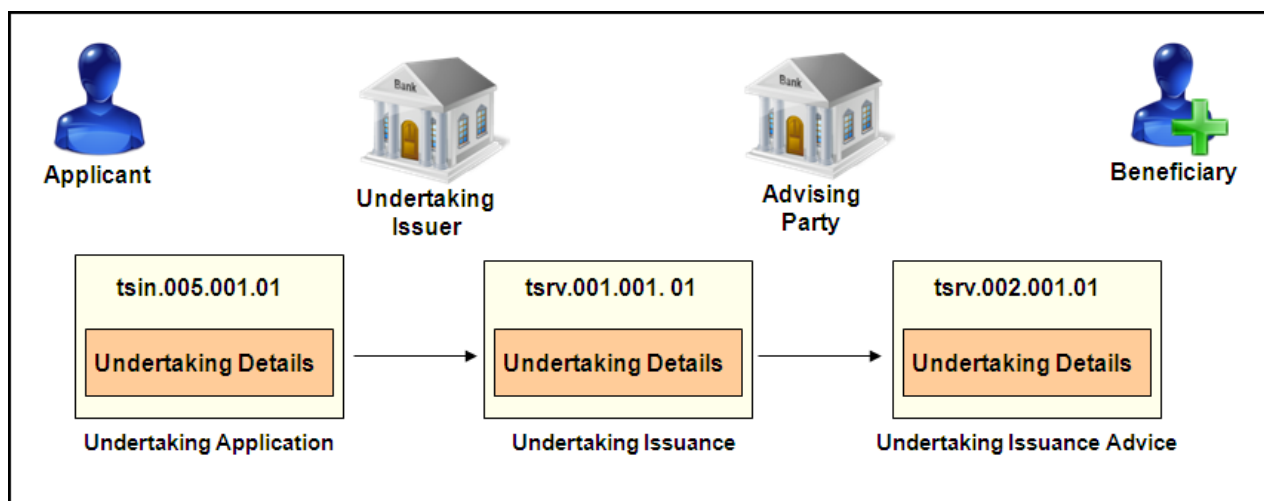 Bank
Bank
Applicant
Undertaking
Issuer
Advising
Party
Beneficiary
tsin.005.001.01
Undertaking Details
Undertaking Application
tsrv.001.001. 01
Undertaking Details
Undertaking Issuance
tsrv.002.001.01
Undertaking Details
Undertaking Issuance Advice